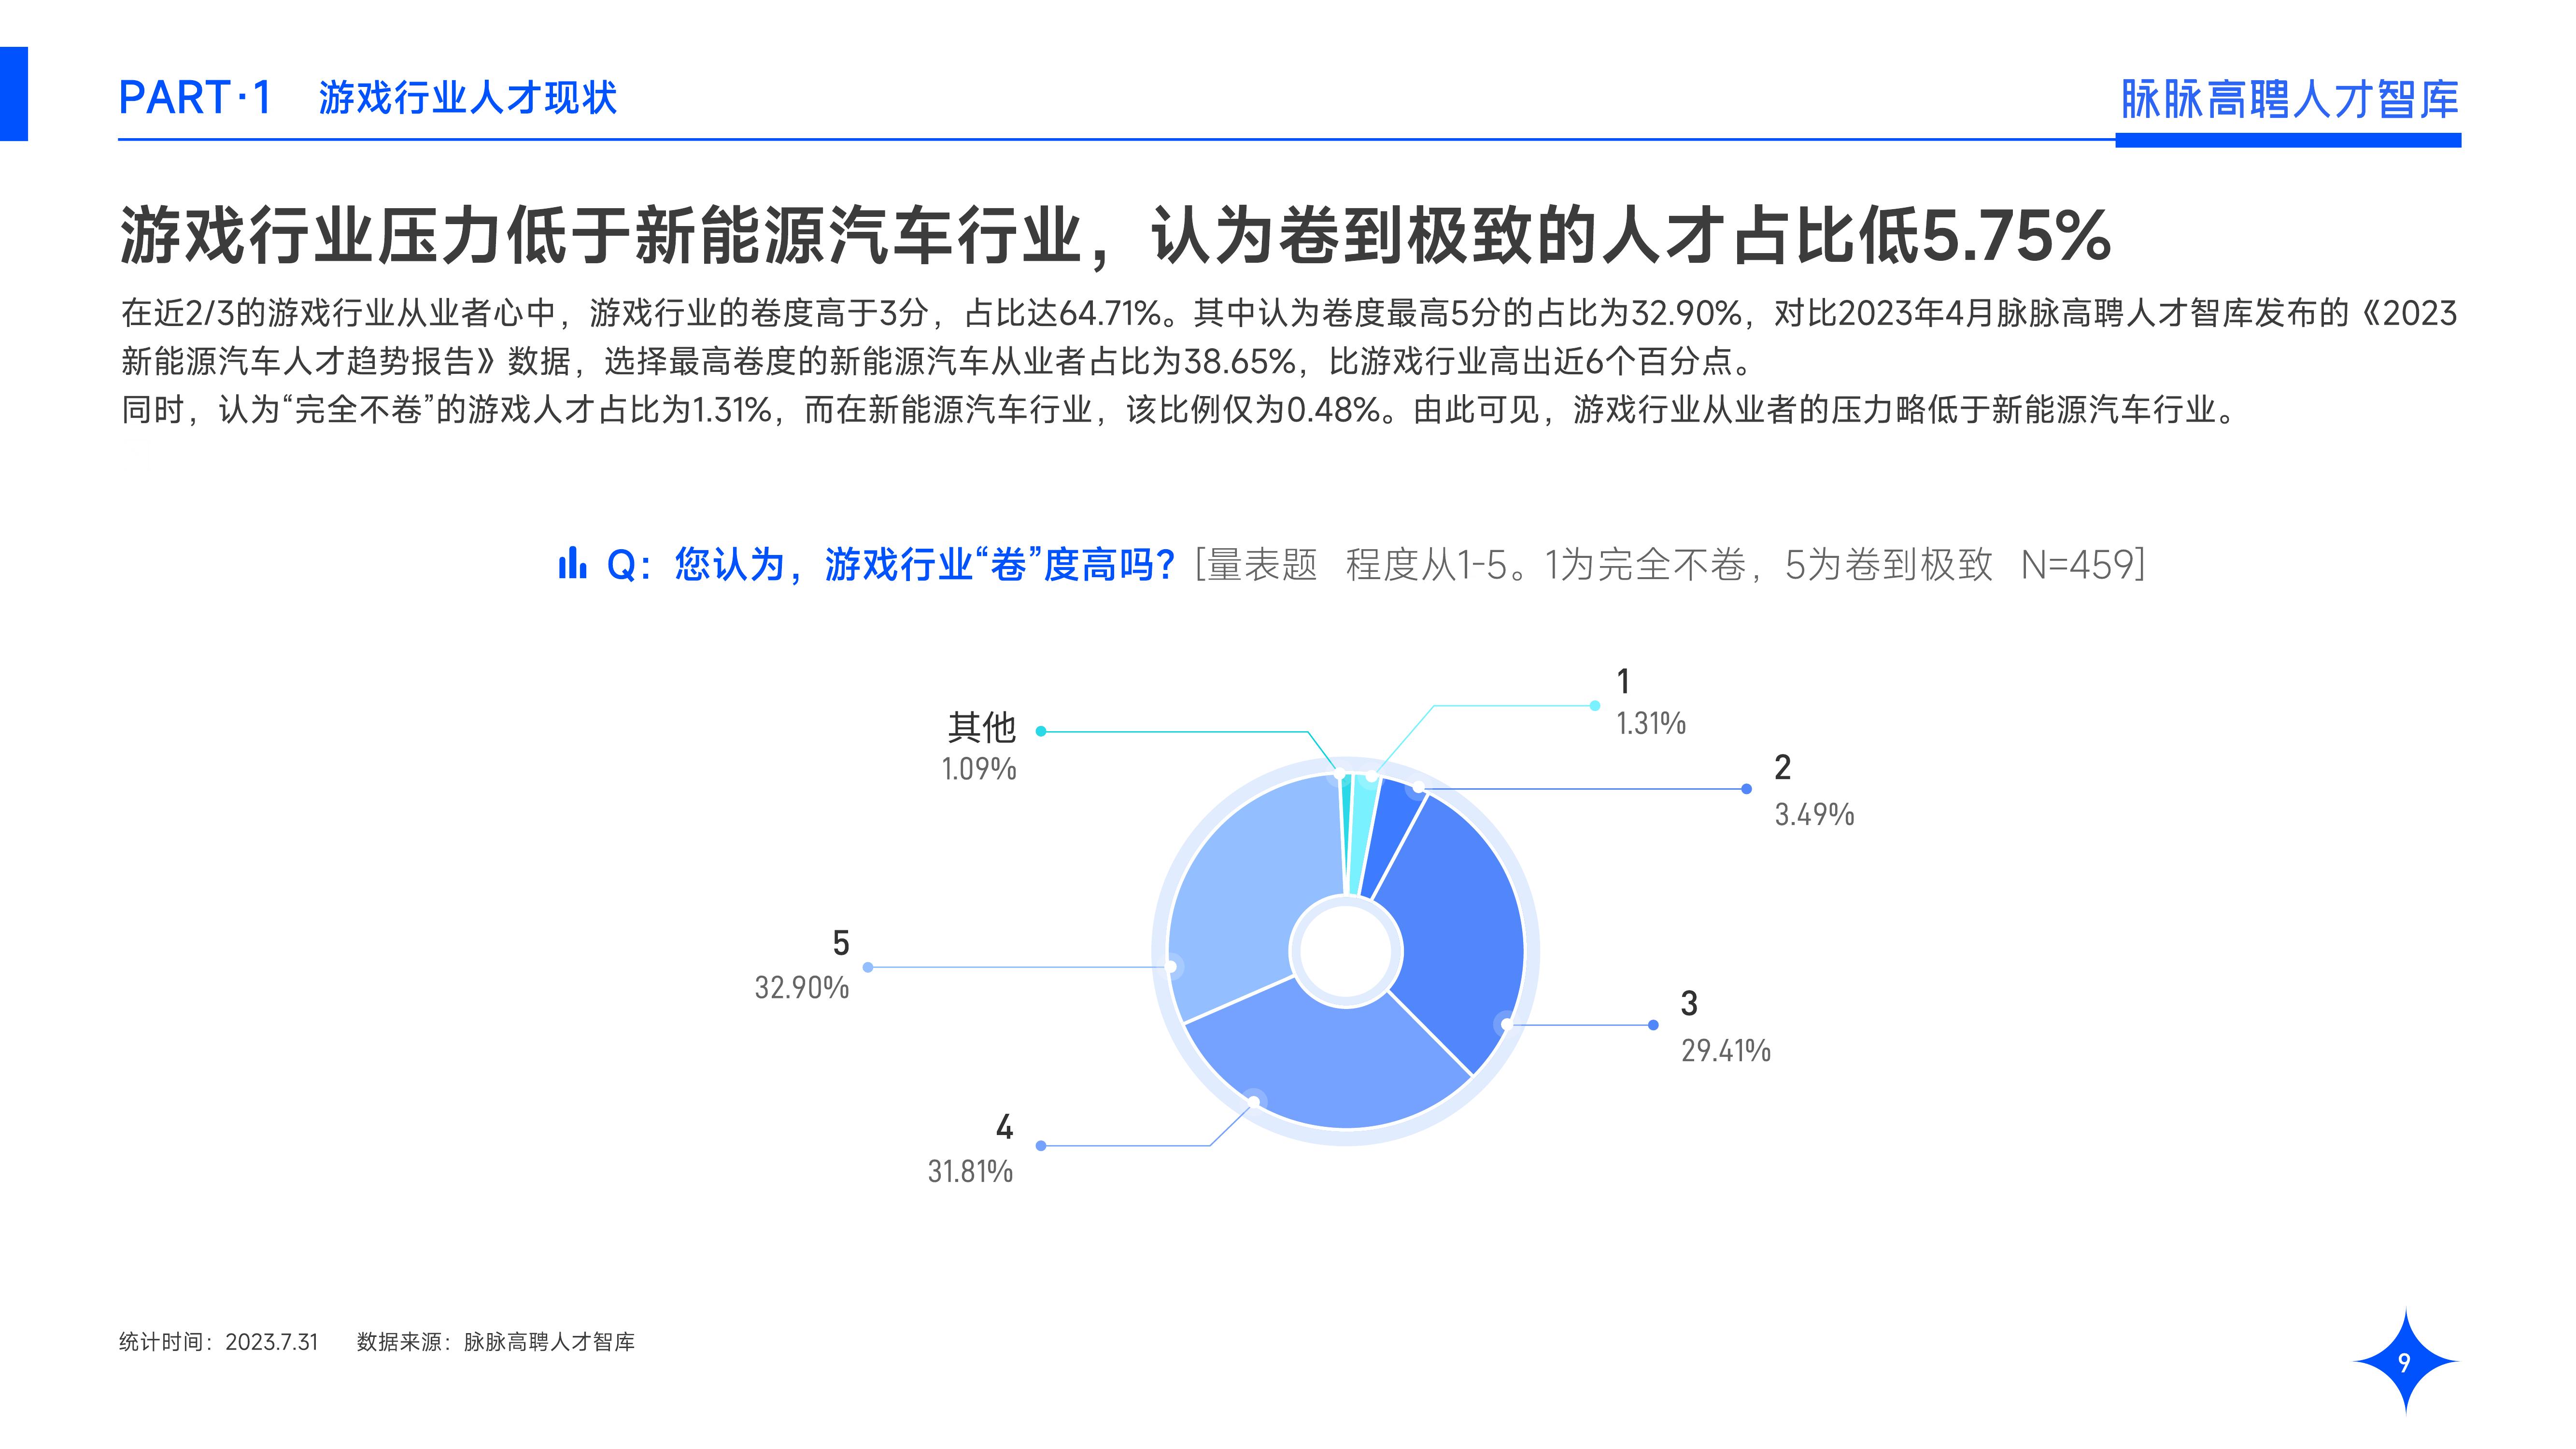 PART·1 游戏行业人才现状
脉脉高聘人才智库
游戏行业压力低于新能源汽车行业，认为卷到极致的人才占比低5.75%
在近2/3的游戏行业从业者心中，游戏行业的卷度高于3分，占比达64.71%。其中认为卷度最高5分的占比为32.90%，对比2023年4月脉脉高聘人才智库发布的《2023
新能源汽车人才趋势报告》数据，选择最高卷度的新能源汽车从业者占比为38.65%，比游戏行业高出近6个百分点。
同时，认为“完全不卷”的游戏人才占比为1.31%，而在新能源汽车行业，该比例仅为0.48%。由此可见，游戏行业从业者的压力略低于新能源汽车行业。
Q：您认为，游戏行业“卷”度高吗？[量表题 程度从1-5。1为完全不卷，5为卷到极致 N=459]
1
1.31%
其他
1.09%
2
3.49%
5
32.90%
3
29.41%
4
31.81%
统计时间：2023.7.31 数据来源：脉脉高聘人才智库
9